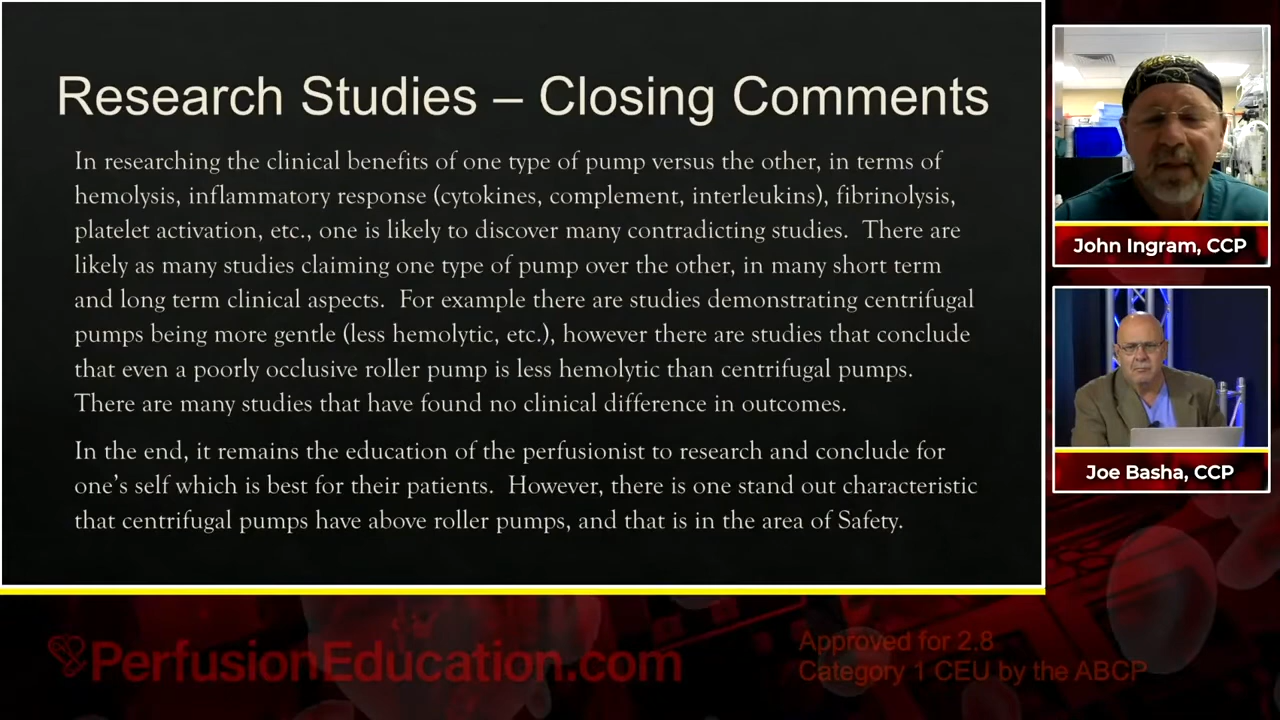 Research Studies – Closing Comments
In researching the clinical benefits of one type of pump versus the other, in terms of
hemolysis, inflammatory response (cytokines, complement, interleukins), fibrinolysis,
platelet activation, etc., one is likely to discover many contradicting studies.  There are
likely as many studies claiming one type of pump over the other, in many short term
and long term clinical aspects.  For example there are studies demonstrating centrifugal
pumps being more gentle (less hemolytic, etc.), however there are studies that conclude
that even a poorly occlusive roller pump is less hemolytic than centrifugal pumps.
There are many studies that have found no clinical difference in outcomes.
In the end, it remains the education of the perfusionist to research and conclude for
one’s self which is best for their patients.  However, there is one stand out characteristic
that centrifugal pumps have above roller pumps, and that is in the area of Safety.
John Ingram, CCP
Joe Basha, CCP
PerfusionEducation.com
Approved for 2.8
Category 1 CEU by the ABCP